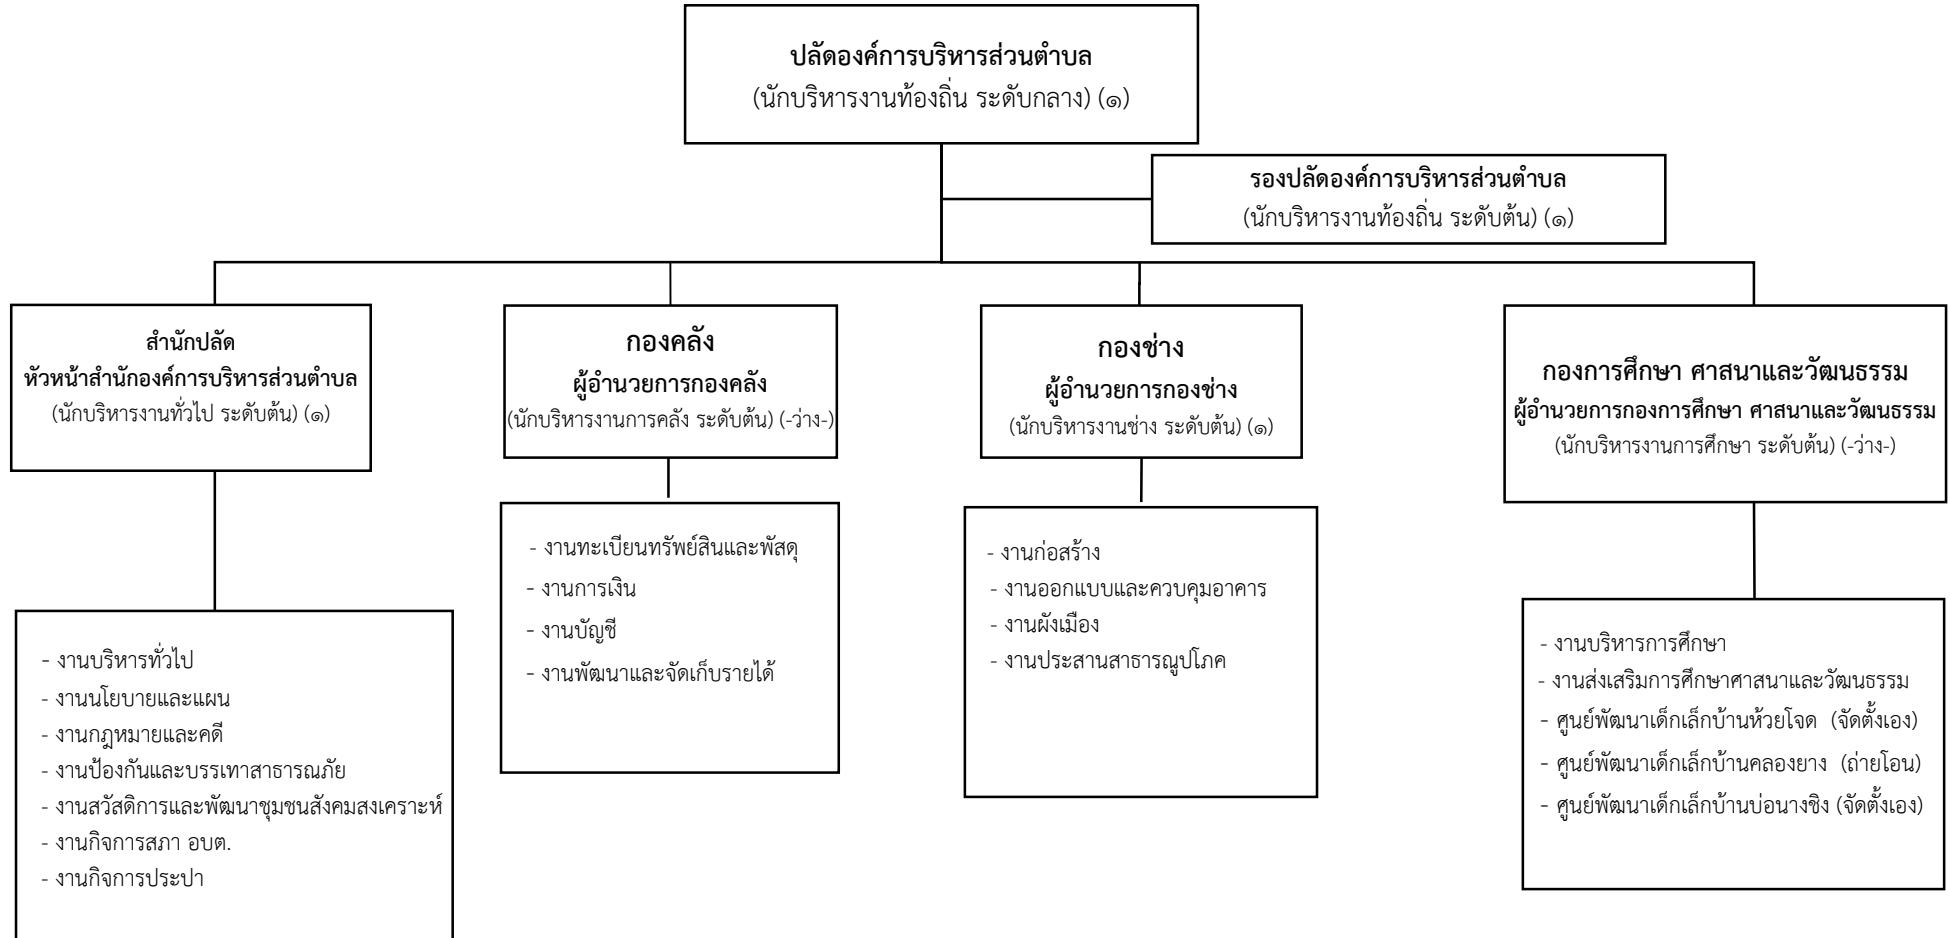 ปลัดองค์การบริหารส่วนตำบล
(นักบริหารงานท้องถิ่น ระดับกลาง) (๑)
รองปลัดองค์การบริหารส่วนตำบล
(นักบริหารงานท้องถิ่น ระดับต้น) (๑)
สำนักปลัด
หัวหน้าสำนักองค์การบริหารส่วนตำบล
(นักบริหารงานทั่วไป ระดับต้น) (๑)
กองคลัง
ผู้อำนวยการกองคลัง
(นักบริหารงานการคลัง ระดับต้น) (-ว่าง-)
กองช่าง
ผู้อำนวยการกองช่าง
(นักบริหารงานช่าง ระดับต้น) (๑)
กองการศึกษา ศาสนาและวัฒนธรรม
ผู้อำนวยการกองการศึกษา ศาสนาและวัฒนธรรม
(นักบริหารงานการศึกษา ระดับต้น) (-ว่าง-)
- งานบริหารทั่วไป
- งานนโยบายและแผน
- งานกฎหมายและคดี
- งานป้องกันและบรรเทาสาธารณภัย
- งานสวัสดิการและพัฒนาชุมชนสังคมสงเคราะห์
- งานกิจการสภา อบต.
- งานกิจการประปา
- งานทะเบียนทรัพย์สินและพัสดุ
- งานการเงิน
- งานบัญชี
- งานพัฒนาและจัดเก็บรายได้
- งานก่อสร้าง
- งานออกแบบและควบคุมอาคาร
- งานผังเมือง
- งานประสานสาธารณูปโภค
- งานบริหารการศึกษา
- งานส่งเสริมการศึกษาศาสนาและวัฒนธรรม
- ศูนย์พัฒนาเด็กเล็กบ้านห้วยโจด (จัดตั้งเอง)
- ศูนย์พัฒนาเด็กเล็กบ้านคลองยาง (ถ่ายโอน)
- ศูนย์พัฒนาเด็กเล็กบ้านบ่อนางชิง (จัดตั้งเอง)